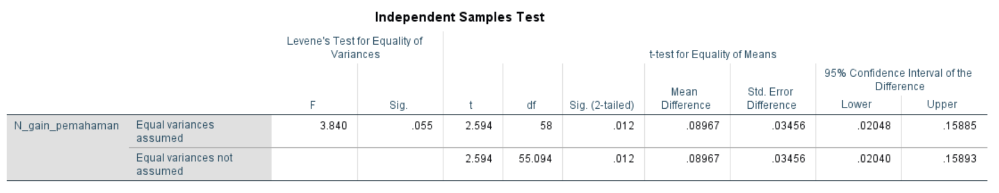 Independent Samples Test
Levene's Test for Equality of
Variances
t-test for Equality of Means
F
Sig.
t
df
Sig. (2-tailed)
Mean
Difference
Std. Error
Difference
95% Confidence Interval of the
Difference
Lower
Upper
N_gain_pemahaman
Equal variances
assumed
3.840 .055 2.594 58 .012 .08967 .03456 .02048 .15885
Equal variances not
assumed
2.594 55.094 .012 .08967 .03456 .02040 .15893